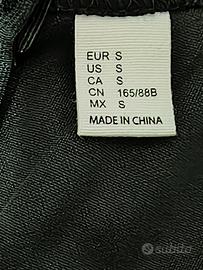 EUR S
US S
CA S
CN 165/88B
MX S
MADE IN CHINA
subito